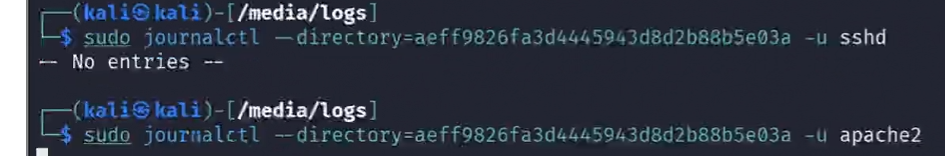 ┌──(kali㉿kali)-[/media/logs]
└─$ sudo journalctl --directory=aeff9826fa3d4445943d8d2b88b5e03a -u sshd
-- No entries --
┌──(kali㉿kali)-[/media/logs]
└─$ sudo journalctl --directory=aeff9826fa3d4445943d8d2b88b5e03a -u apache2